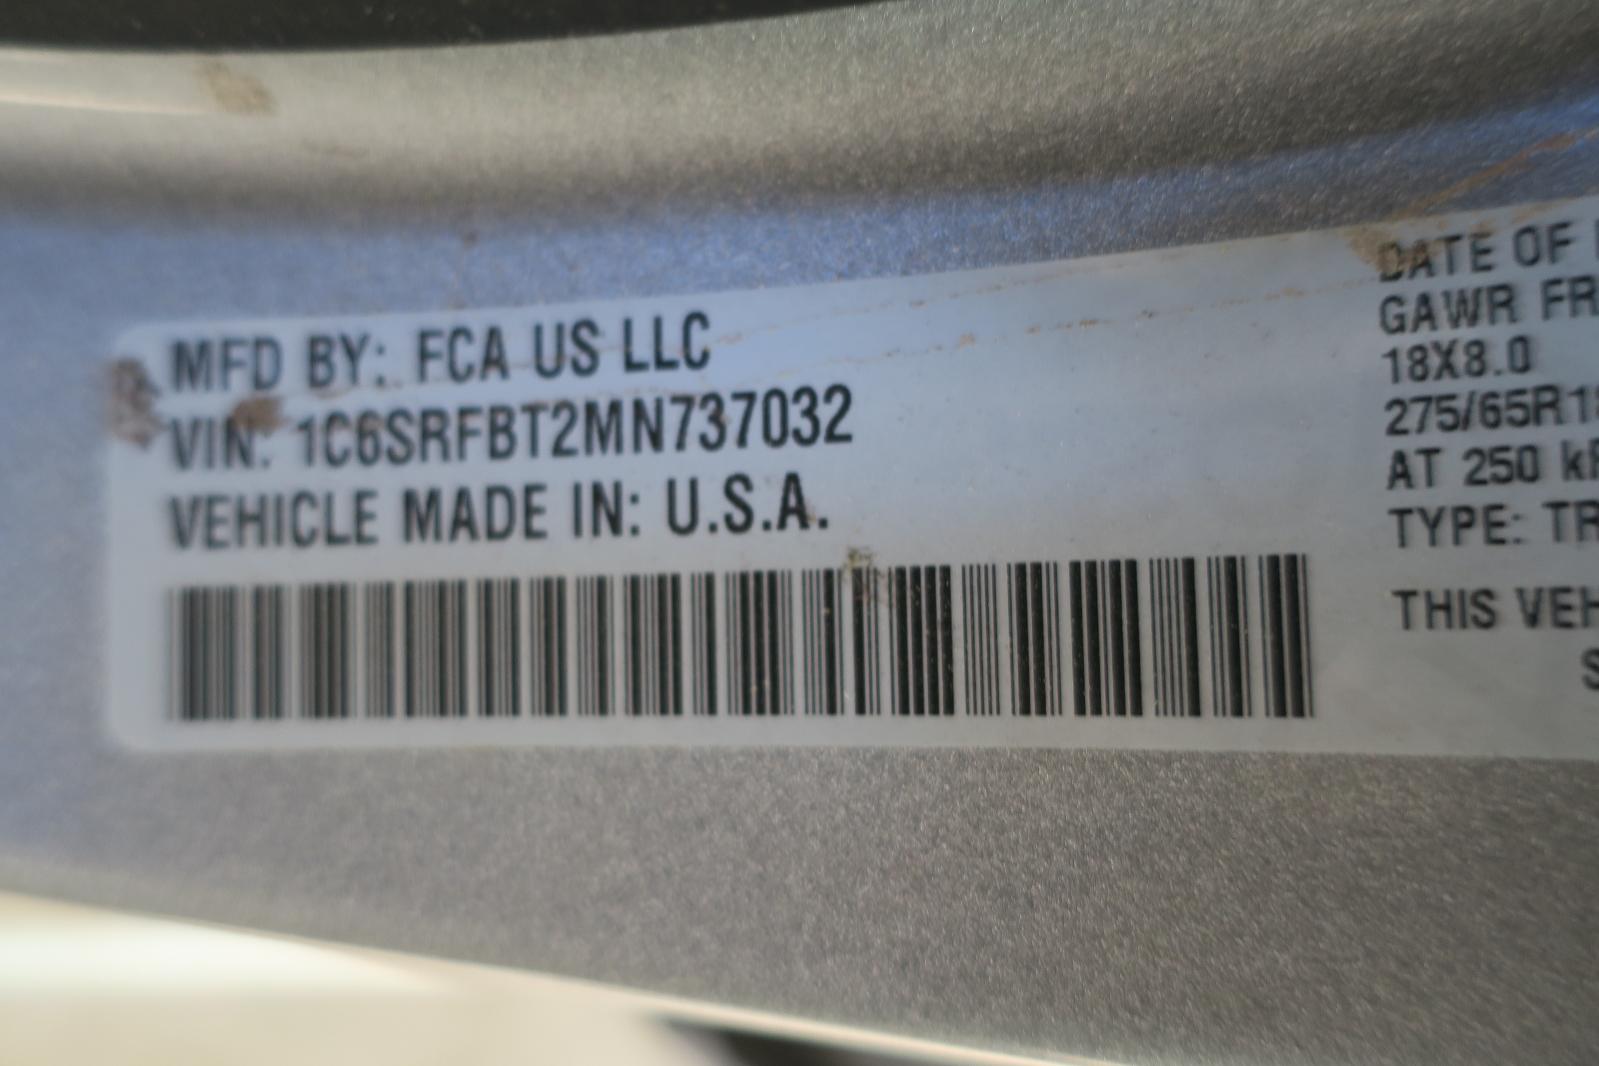 MFD BY: FCA US LLC
VIN: 1C6SRFBT2MN737032
VEHICLE MADE IN: U.S.A.
DATE OF
GAWR FR
18X8.0
275/65R18
AT 250
TYPE: TR
THIS VEH
S